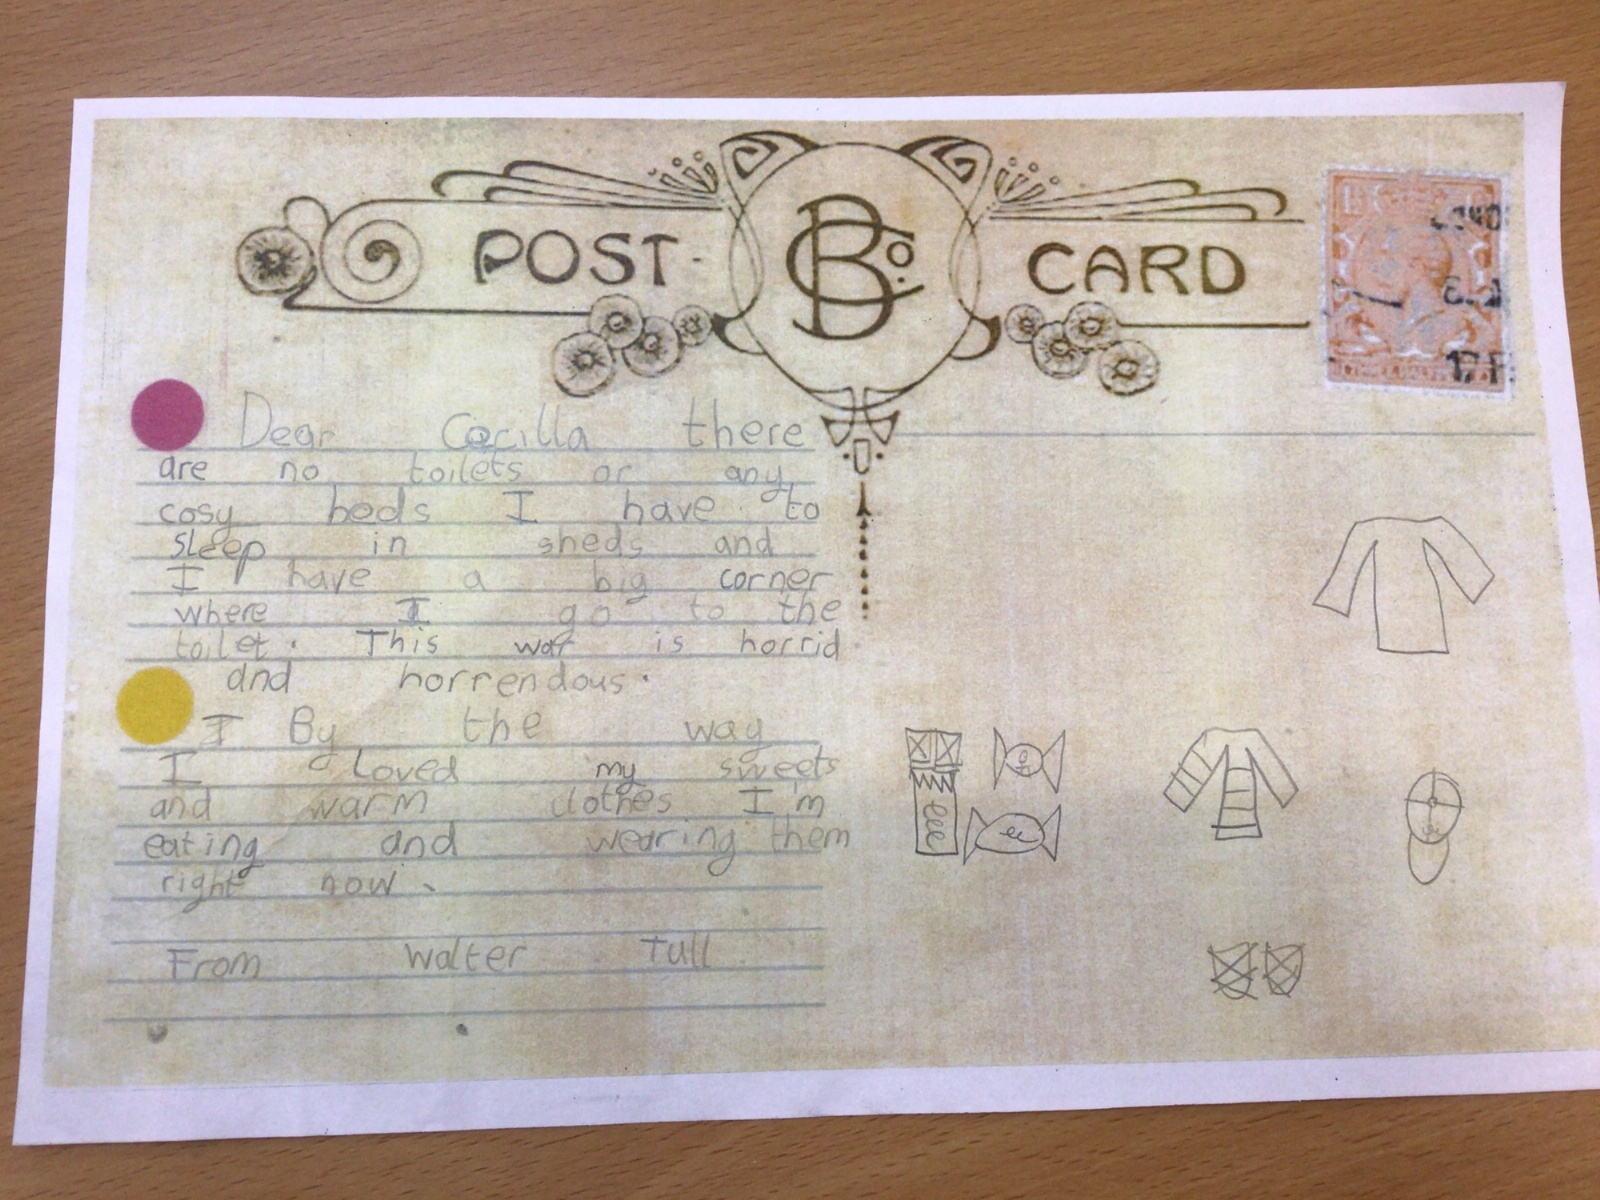 POST CARD
BCo.
Dear Cecilla there
are no toilets or any
cosy beds I have to
sleep in sheds and
I have a big corner
where I go to the
toilet. This war is horrid
and horrendous.
I By the way
I Loved my sweets
and warm clothes I'm
eating and wearing them
right now.
From Walter Tull